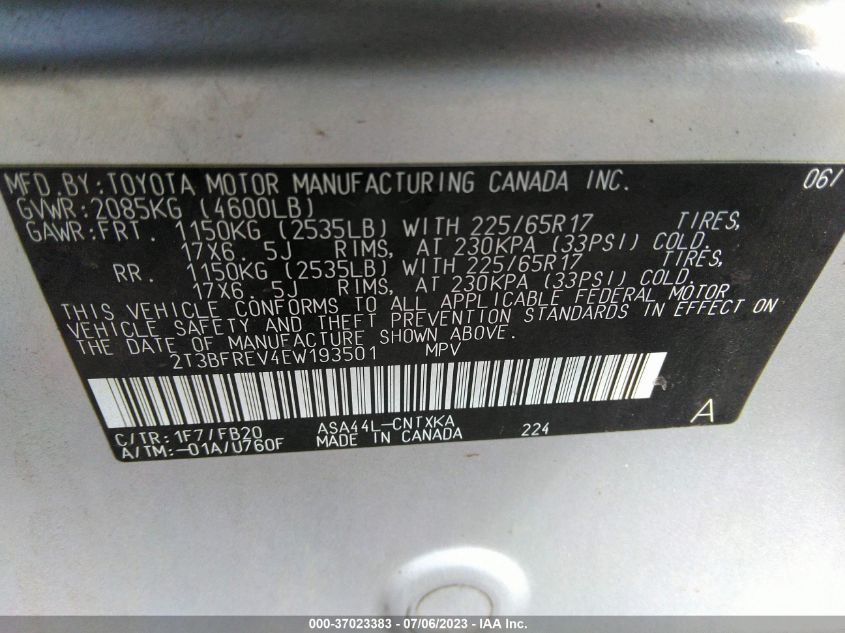 MFD.BY:TOYOTA MOTOR MANUFACTURING CANADA INC. 06/
GVWR:2085KG (4600LB)
GAWR:FRT. 1150KG (2535LB) WITH 225/65R17 TIRES,
17X6. 5J RIMS, AT 230KPA (33PSI) COLD.
RR. 1150KG (2535LB) WITH 225/65R17 TIRES,
17X6. 5J RIMS, AT 230KPA (33PSI) COLD.
THIS VEHICLE CONFORMS TO ALL APPLICABLE FEDERAL MOTOR
VEHICLE SAFETY AND THEFT PREVENTION STANDARDS IN EFFECT ON
THE DATE OF MANUFACTURE SHOWN ABOVE.
2T3BFREV4EW193501 MPV
C/TR:1F7/FB20 ASA44L-CNTXKA 224 A
A/TM:-01A/U760F MADE IN CANADA
000-37023383 - 07/06/2023 - IAA Inc.